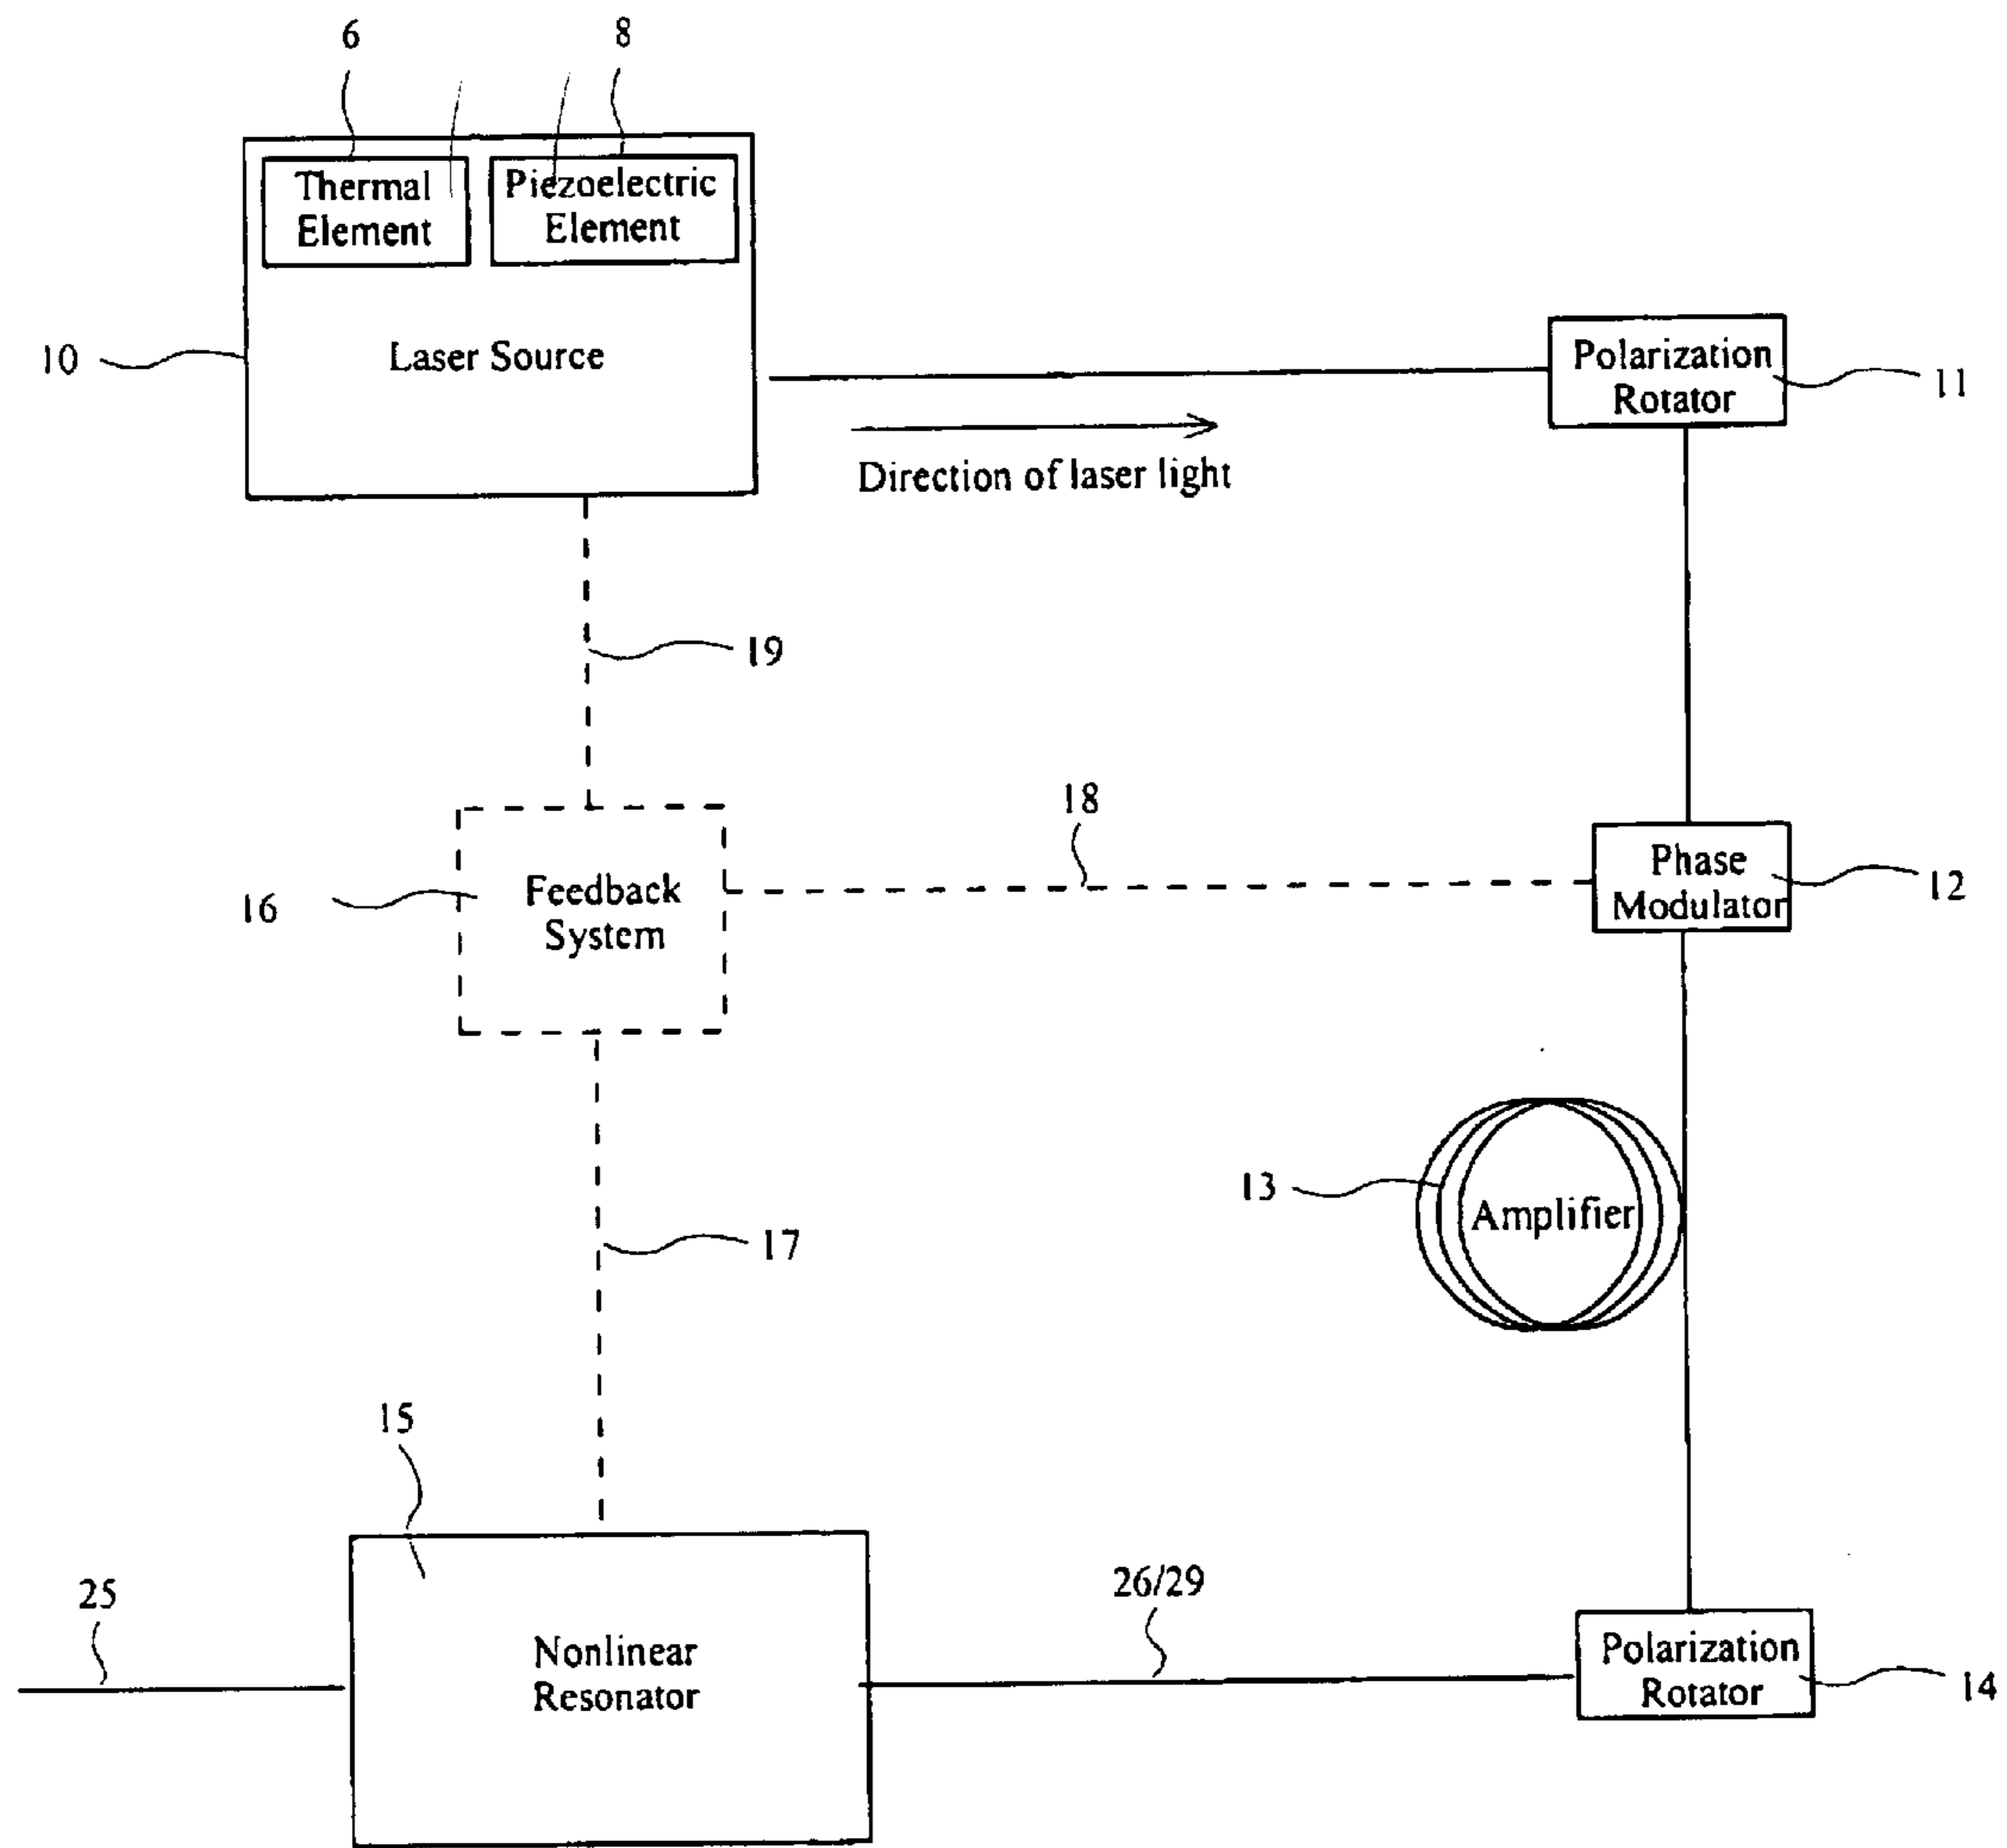 6
8
Thermal
Element
Piezoelectric
Element
10
Laser Source
Polarization
Rotator
11
Direction of laser light
19
18
16
Feedback
System
Phase
Modulator
12
13
Amplifier
17
15
25
Nonlinear
Resonator
26/29
Polarization
Rotator
14